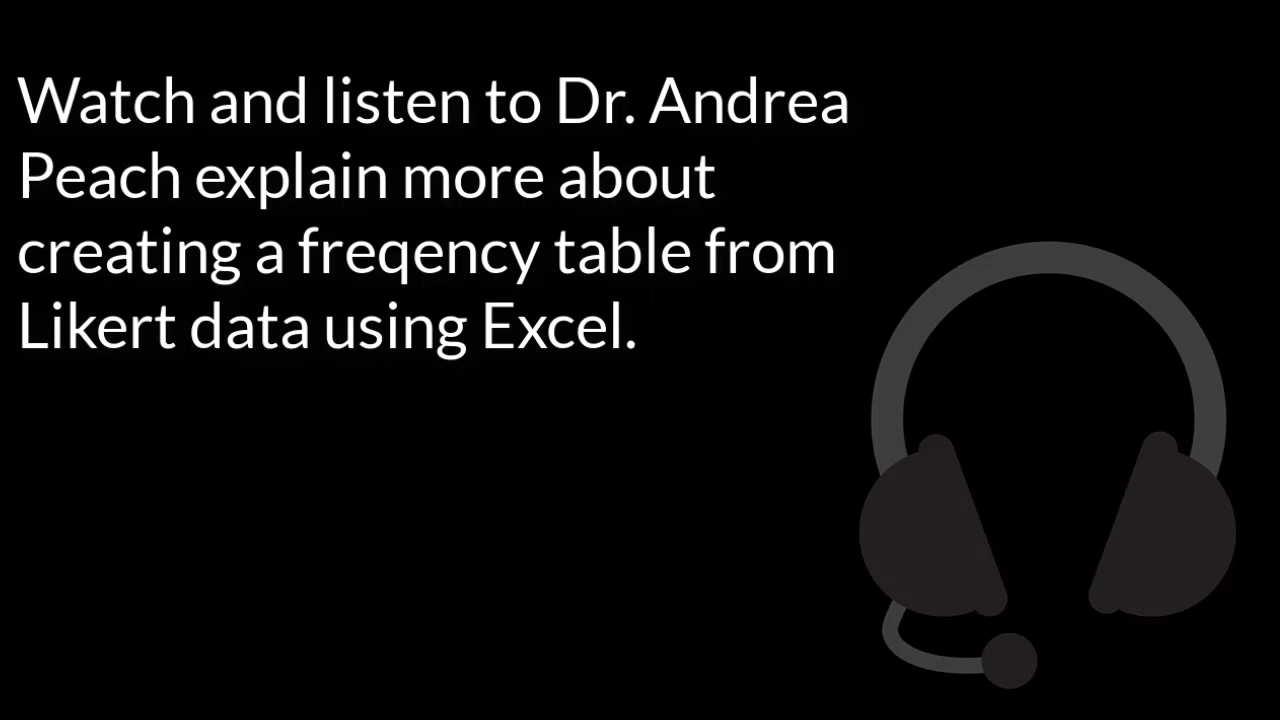 Watch and listen to Dr. Andrea
Peach explain more about
creating a freqency table from
Likert data using Excel.